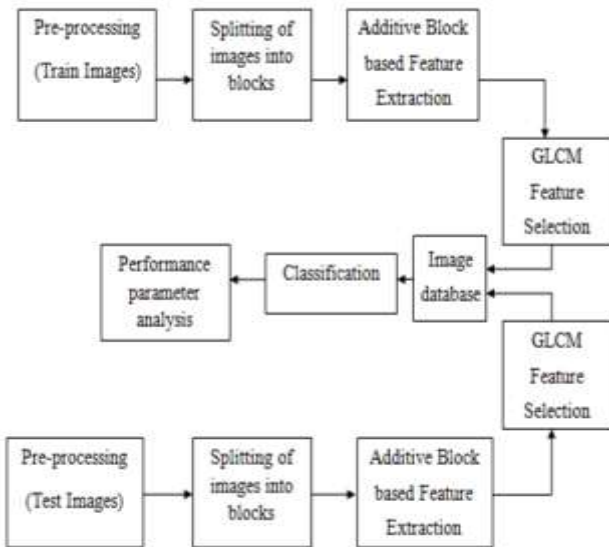 Pre-processing
(Train Images)
Splitting of
images into
blocks
Additive Block
based Feature
Extraction
GLCM
Feature
Selection
Performance
parameter
analysis
Classification
Image
database
GLCM
Feature
Selection
Pre-processing
(Test Images)
Splitting of
images into
blocks
Additive Block
based Feature
Extraction